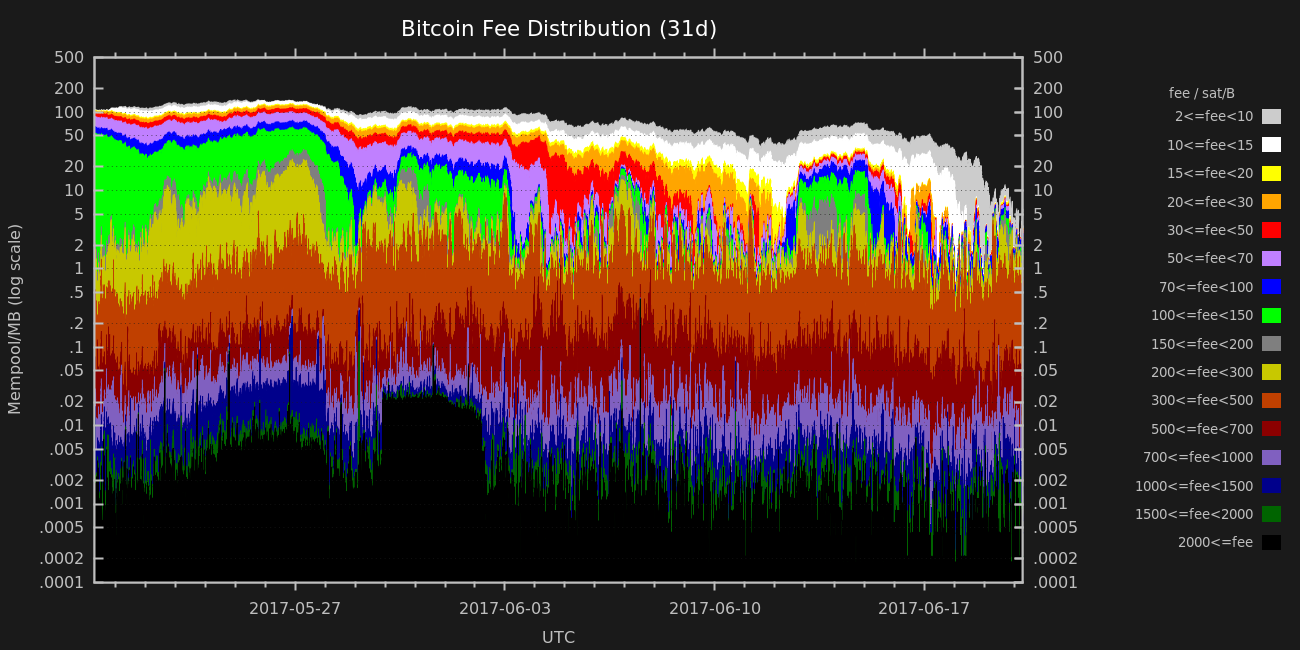 Bitcoin Fee Distribution (31d)
500
200
100
50
20
10
5
2
1
.5
.2
.1
.05
.02
.01
.005
.002
.001
.0005
.0002
.0001
Mempool/MB (log scale)
500
200
100
50
20
10
5
2
1
.5
.2
.1
.05
.02
.01
.005
.002
.001
.0005
.0002
.0001
2017-05-27
2017-06-03
2017-06-10
2017-06-17
UTC
fee / sat/B
2<=fee<10
10<=fee<15
15<=fee<20
20<=fee<30
30<=fee<50
50<=fee<70
70<=fee<100
100<=fee<150
150<=fee<200
200<=fee<300
300<=fee<500
500<=fee<700
700<=fee<1000
1000<=fee<1500
1500<=fee<2000
2000<=fee